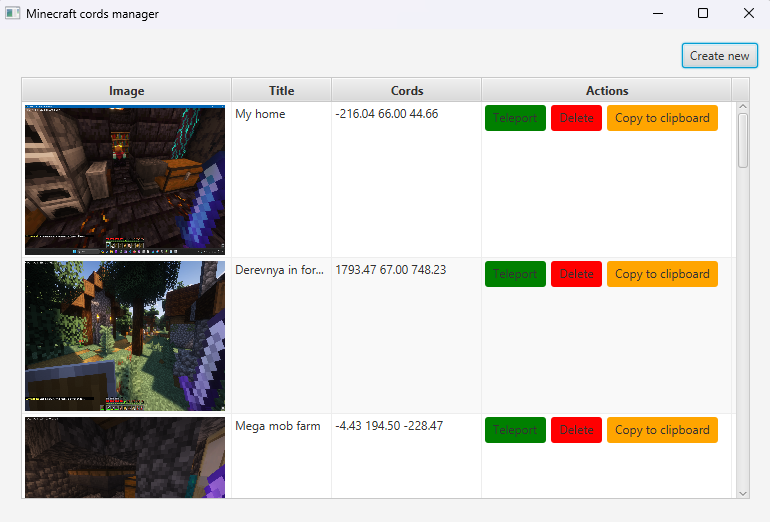 Minecraft cords manager
Create new
Image Title Cords Actions
My home -216.04 66.00 44.66 Teleport Delete Copy to clipboard
Derevnya in for... 1793.47 67.00 748.23 Teleport Delete Copy to clipboard
Mega mob farm -4.43 194.50 -228.47 Teleport Delete Copy to clipboard